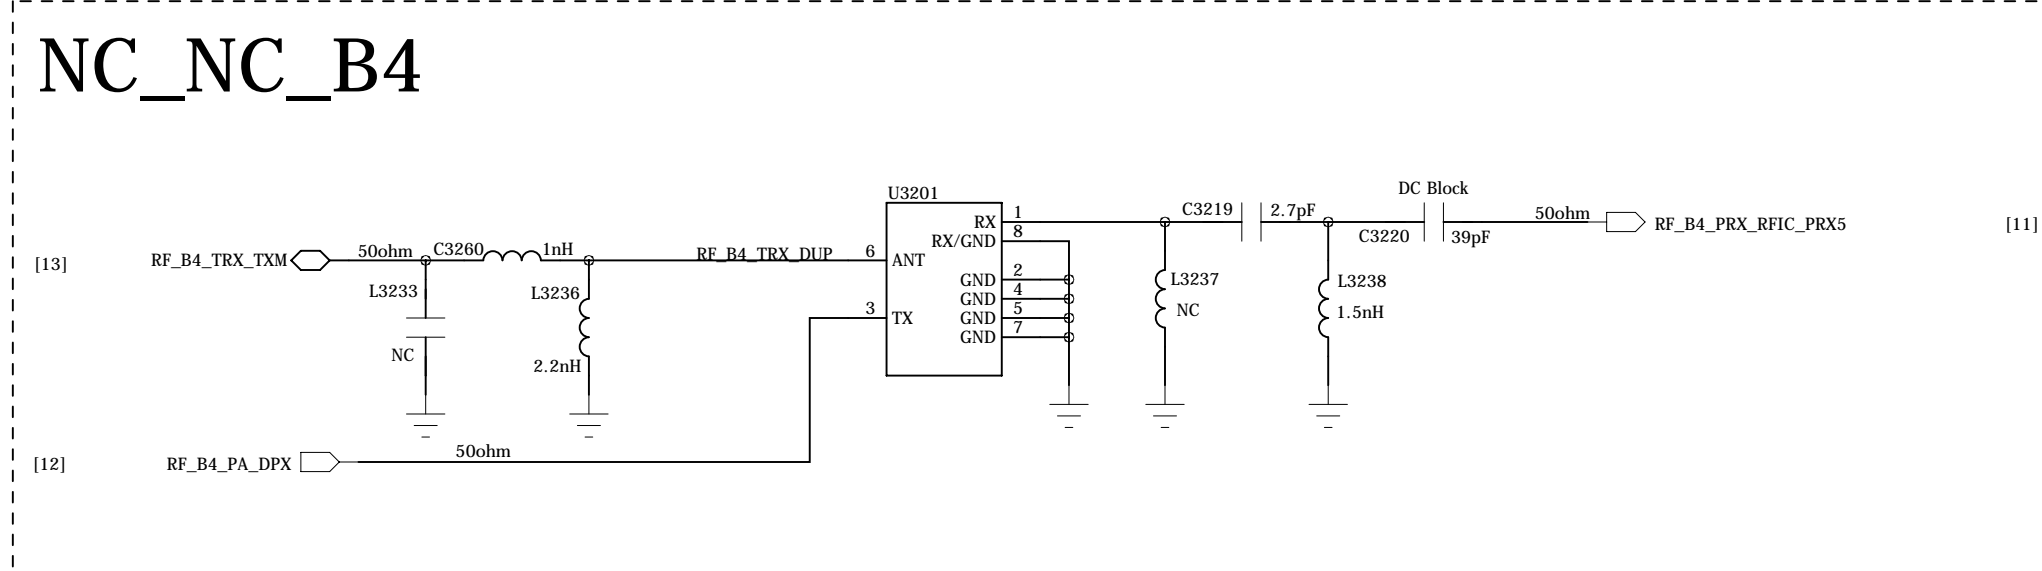 NC_NC_B4
U3201
DC Block
RX 1 C3219 2.7pF 50ohm RF_B4_PRX_RFIC_PRX5 [11]
RX/GND 8 C3220 39pF
[13] RF_B4_TRX_TXM 50ohm C3260 1nH RF_B4_TRX_DUP 6 ANT
L3233 L3236
GND 2 L3237 L3238
GND 4
3 TX GND 5 NC 1.5nH
GND 7
NC 2.2nH
[12] RF_B4_PA_DPX 50ohm